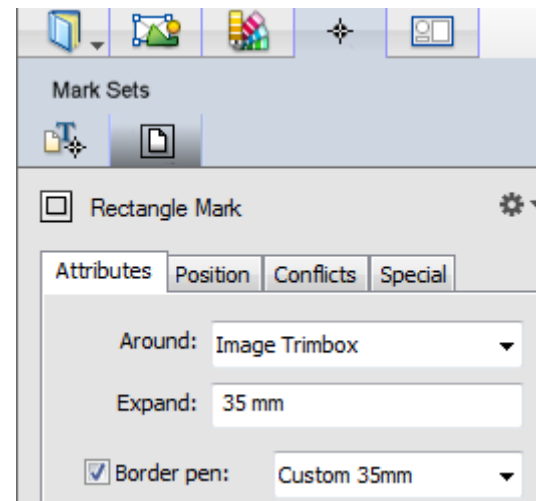 Mark Sets
Rectangle Mark
Attributes Position Conflicts Special
Around: Image Trimbox
Expand: 35 mm
Border pen: Custom 35mm